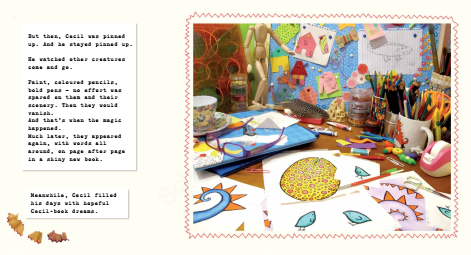 But then, Cecil was pinned
up. And he stayed pinned up.
He watched other creatures
come and go.
Paint, coloured pencils,
bold pens – no effort was
spared on them and their
scenery. Then they would
vanish.
And that's when the magic
happened.
Much later, they appeared
again, with words all
around, on page after page
in a shiny new book.
Meanwhile, Cecil filled
his days with hopeful
Cecil-book dreams.